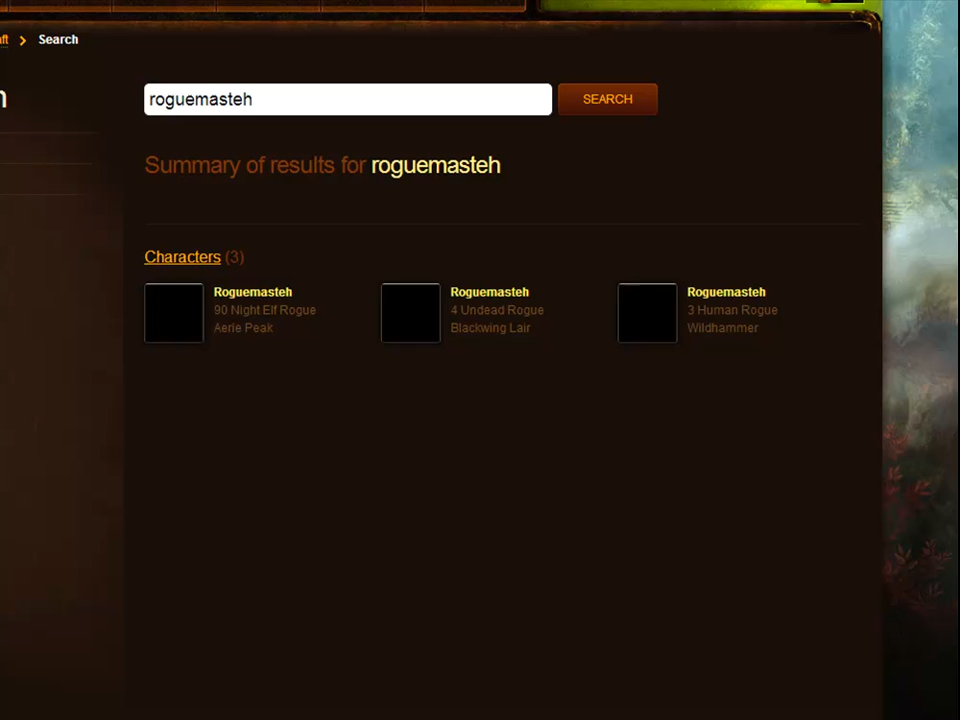 Search
roguemasteh
SEARCH
Summary of results for roguemasteh
Characters (3)
Roguemasteh
90 Night Elf Rogue
Aerie Peak
Roguemasteh
4 Undead Rogue
Blackwing Lair
Roguemasteh
3 Human Rogue
Wildhammer